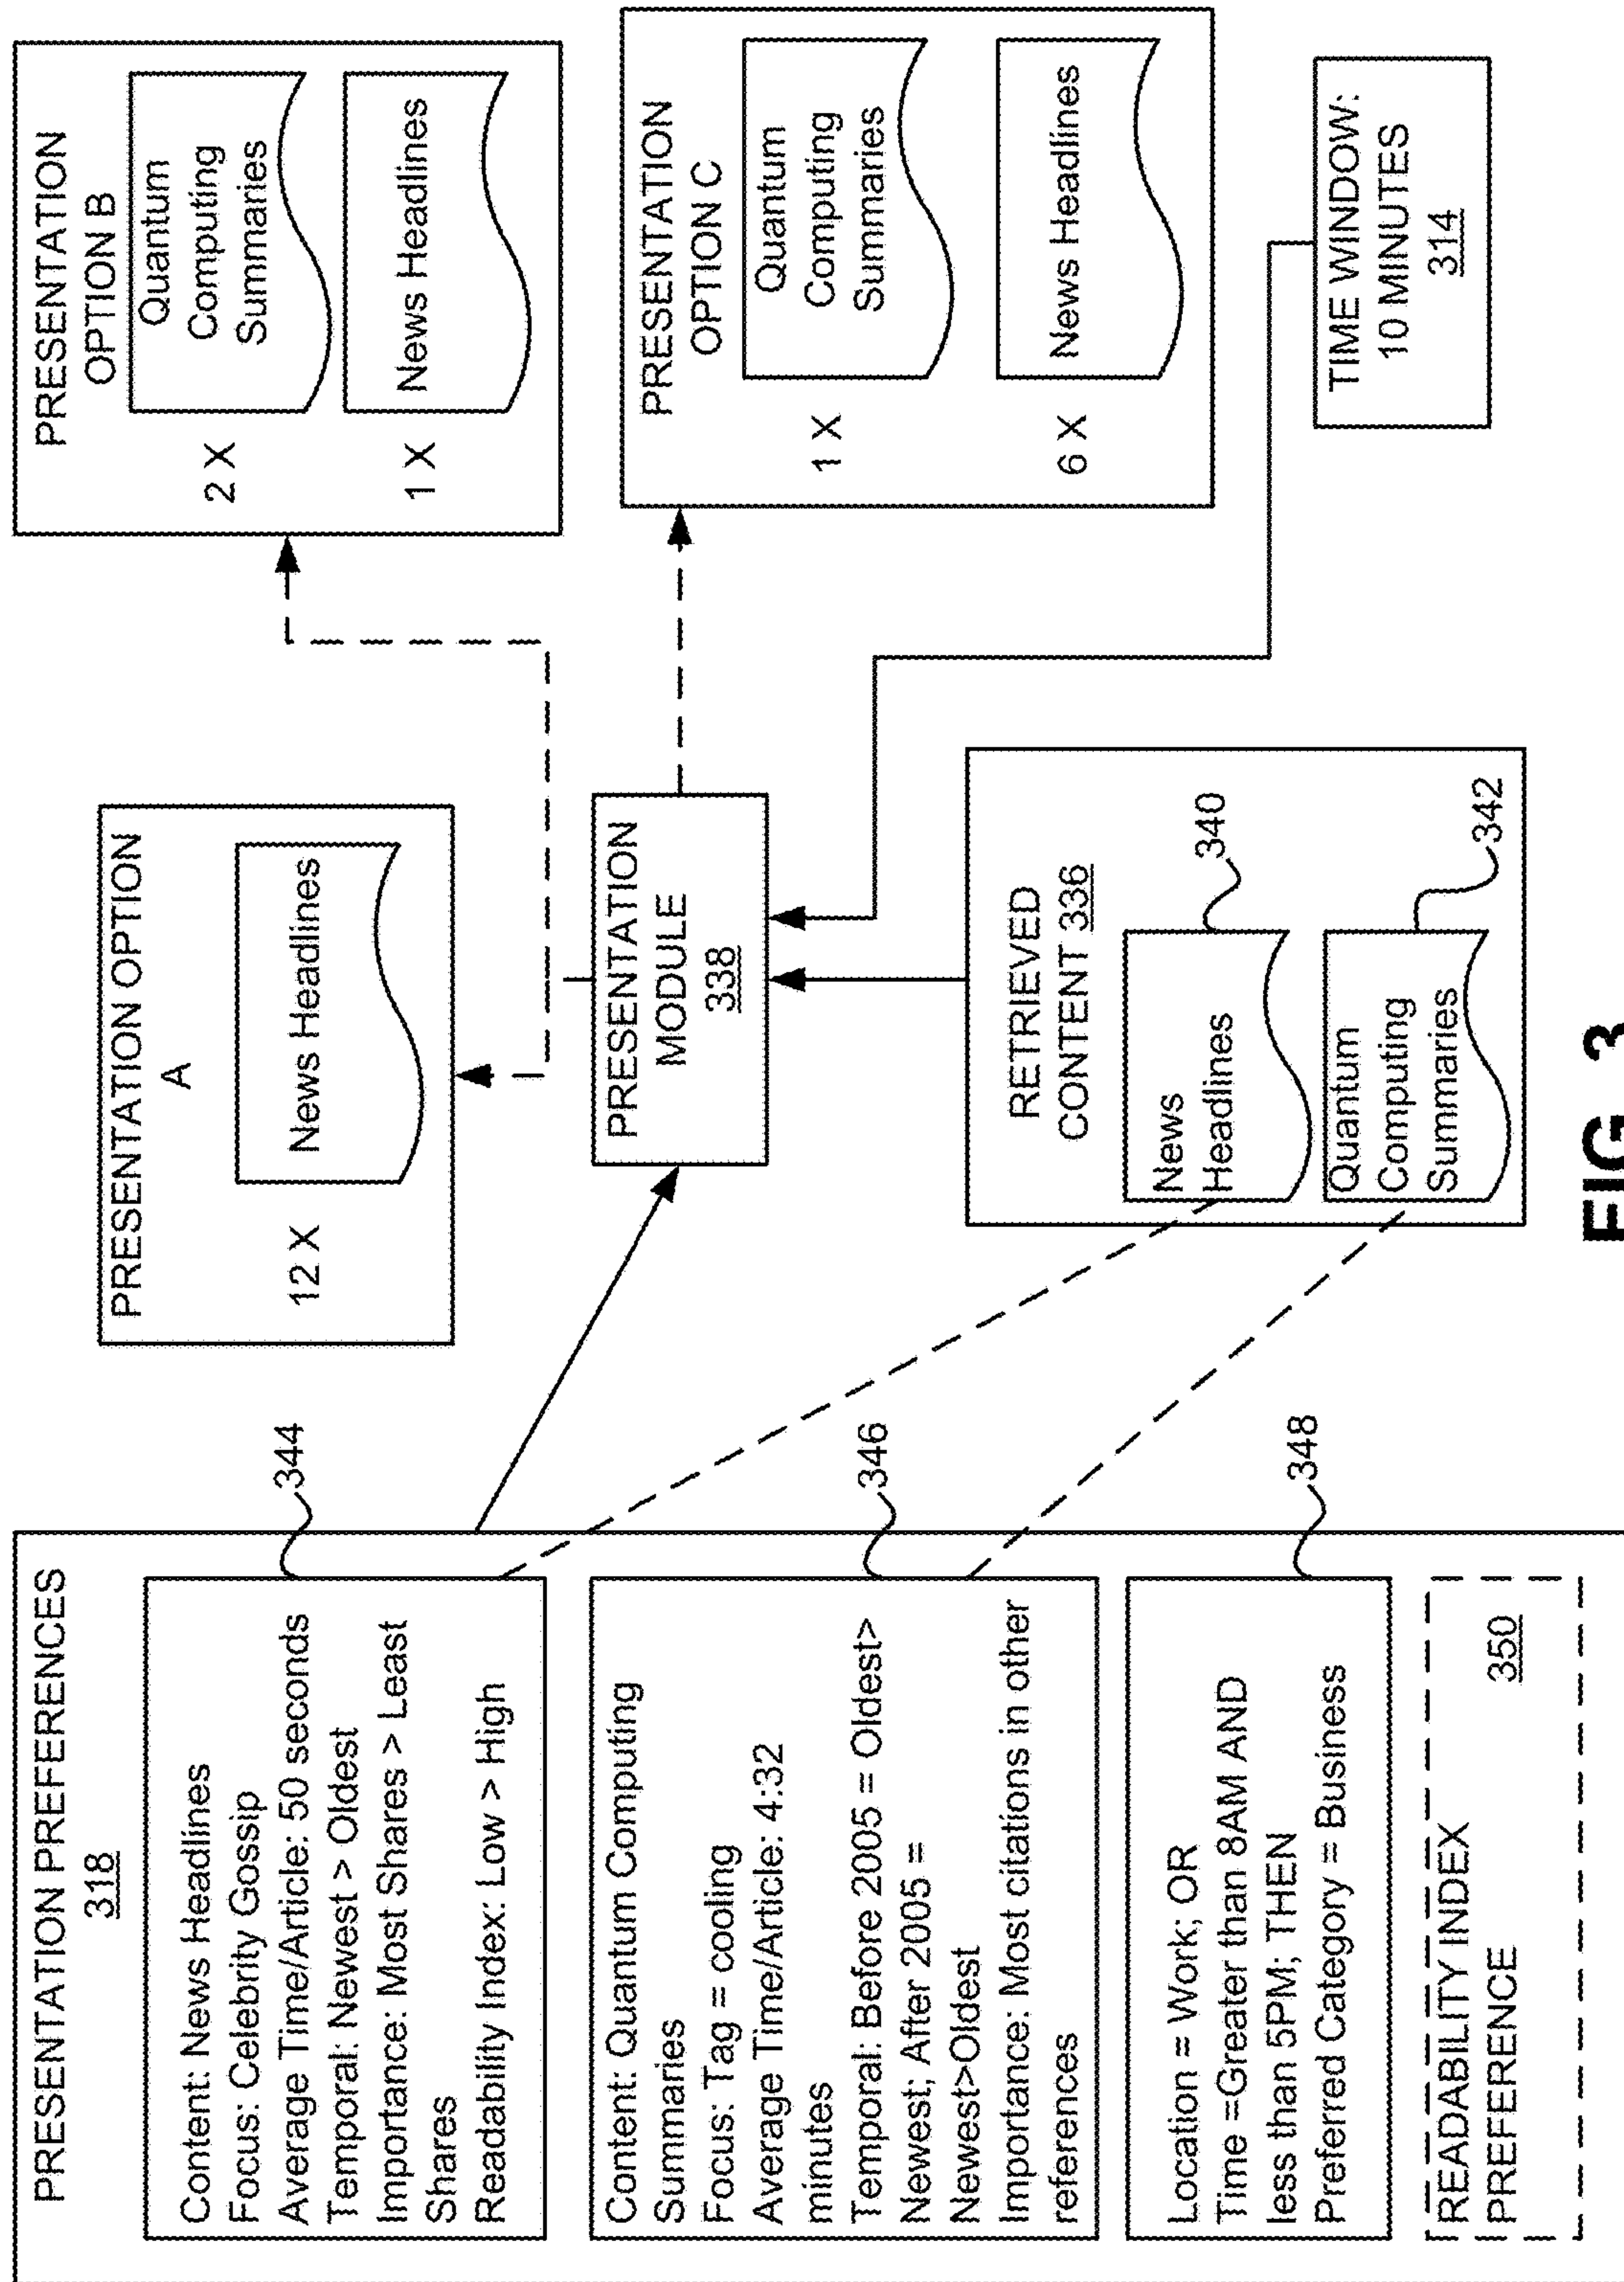 PRESENTATION PREFERENCES
318
Content: News Headlines
Focus: Celebrity Gossip
Average Time/Article: 50 seconds
Temporal: Newest > Oldest
Importance: Most Shares > Least
Shares
Readability Index: Low > High
344
Content: Quantum Computing
Summaries
Focus: Tag = cooling
Average Time/Article: 4:32
minutes
Temporal: Before 2005 = Oldest>
Newest; After 2005 =
Newest>Oldest
Importance: Most citations in other
references
346
Location = Work; OR
Time =Greater than 8AM AND
less than 5PM; THEN
Preferred Category = Business
348
READABILITY INDEX
PREFERENCE
350
PRESENTATION OPTION
A
12 X
News Headlines
PRESENTATION
MODULE
338
RETRIEVED
CONTENT 336
News
Headlines
340
Quantum
Computing
Summaries
342
PRESENTATION
OPTION B
2 X
Quantum
Computing
Summaries
1 X
News Headlines
PRESENTATION
OPTION C
1 X
Quantum
Computing
Summaries
6 X
News Headlines
TIME WINDOW:
10 MINUTES
314
FIG. 3